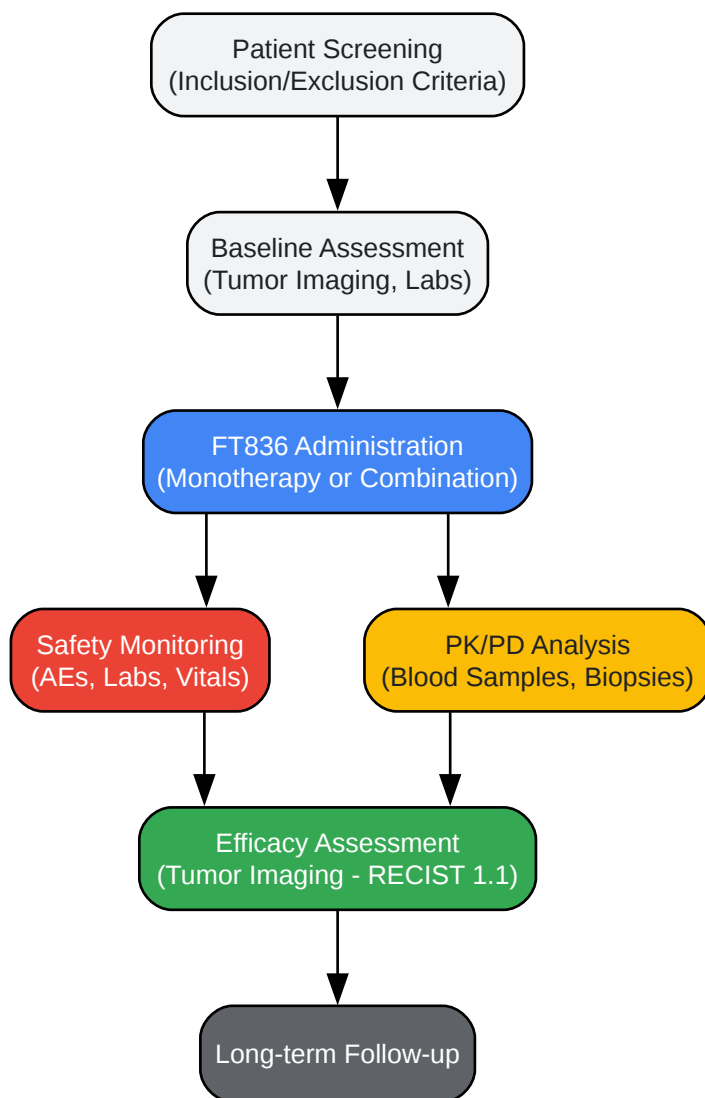 Patient Screening
(Inclusion/Exclusion Criteria)
Baseline Assessment
(Tumor Imaging, Labs)
FT836 Administration
(Monotherapy or Combination)
Safety Monitoring
(AEs, Labs, Vitals)
PK/PD Analysis
(Blood Samples, Biopsies)
Efficacy Assessment
(Tumor Imaging - RECIST 1.1)
Long-term Follow-up